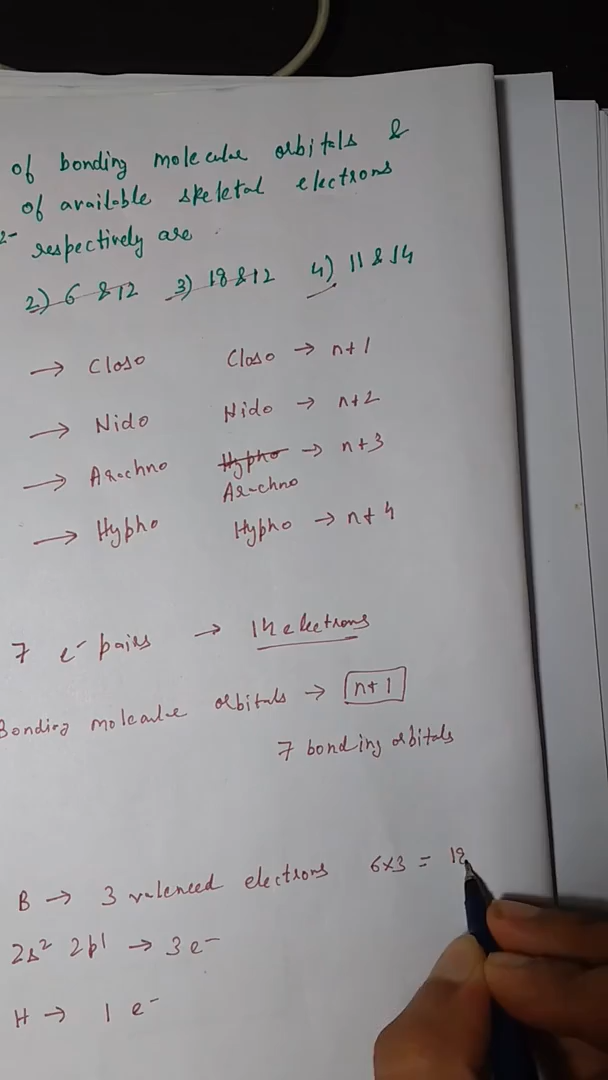 of bonding molecular orbitals &
of available skeletal electrons
2- respectively are
2) 6 &12 3) 18 &12 4) 11 & 14
→ Closo Closo → n+1
→ Nido Nido → n+2
→ Arachno Hypho → n+3
Arachno
→ Hypho Hypho → n+4
7 e- pairs → 14 electrons
Bonding molecular orbitals → n+1
7 bonding orbitals
B → 3 valenced electrons 6×3 = 18
2s² 2p¹ → 3e-
H → 1 e-